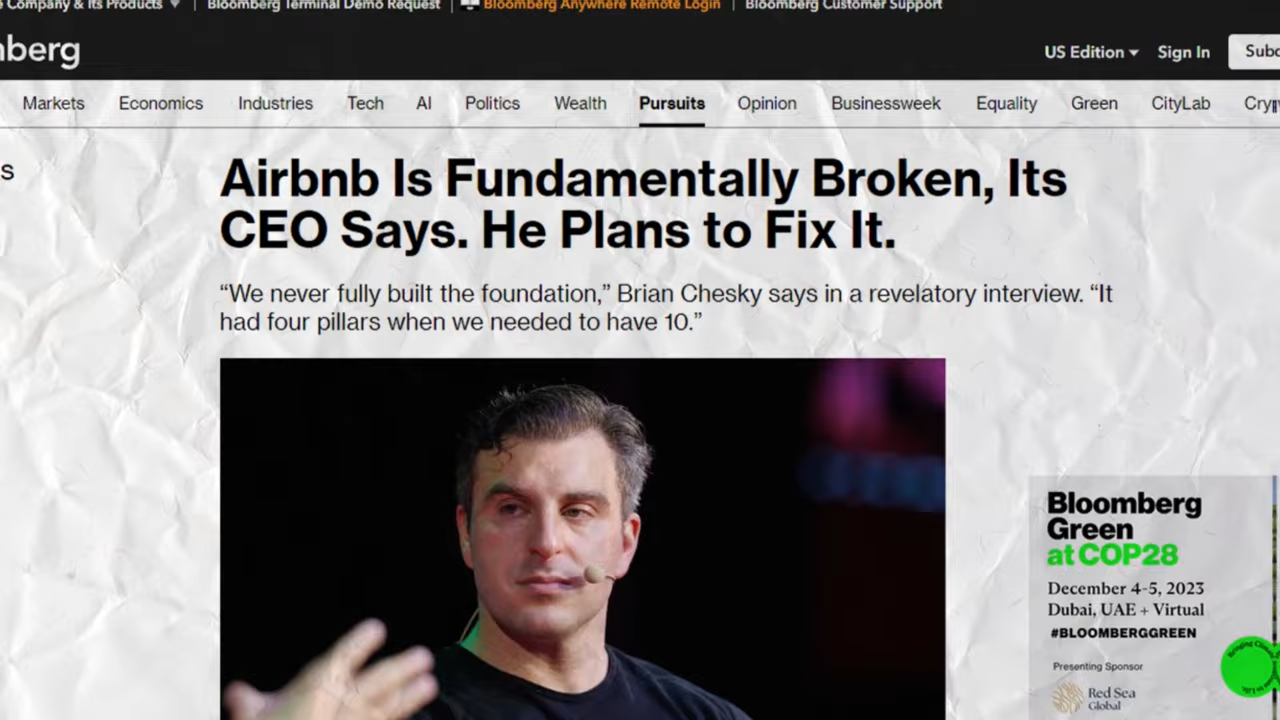 Company & Its Products
Bloomberg Terminal Demo Request
Bloomberg Anywhere Remote Login
Bloomberg Customer Support
nberg
US Edition
Sign In
Subc
Markets
Economics
Industries
Tech
AI
Politics
Wealth
Pursuits
Opinion
Businessweek
Equality
Green
CityLab
Cryp
s
Airbnb Is Fundamentally Broken, Its
CEO Says. He Plans to Fix It.
“We never fully built the foundation,” Brian Chesky says in a revelatory interview. “It
had four pillars when we needed to have 10.”
Bloomberg
Green
at COP28
December 4-5, 2023
Dubai, UAE + Virtual
#BLOOMBERGGREEN
Presenting Sponsor
Red Sea
Global